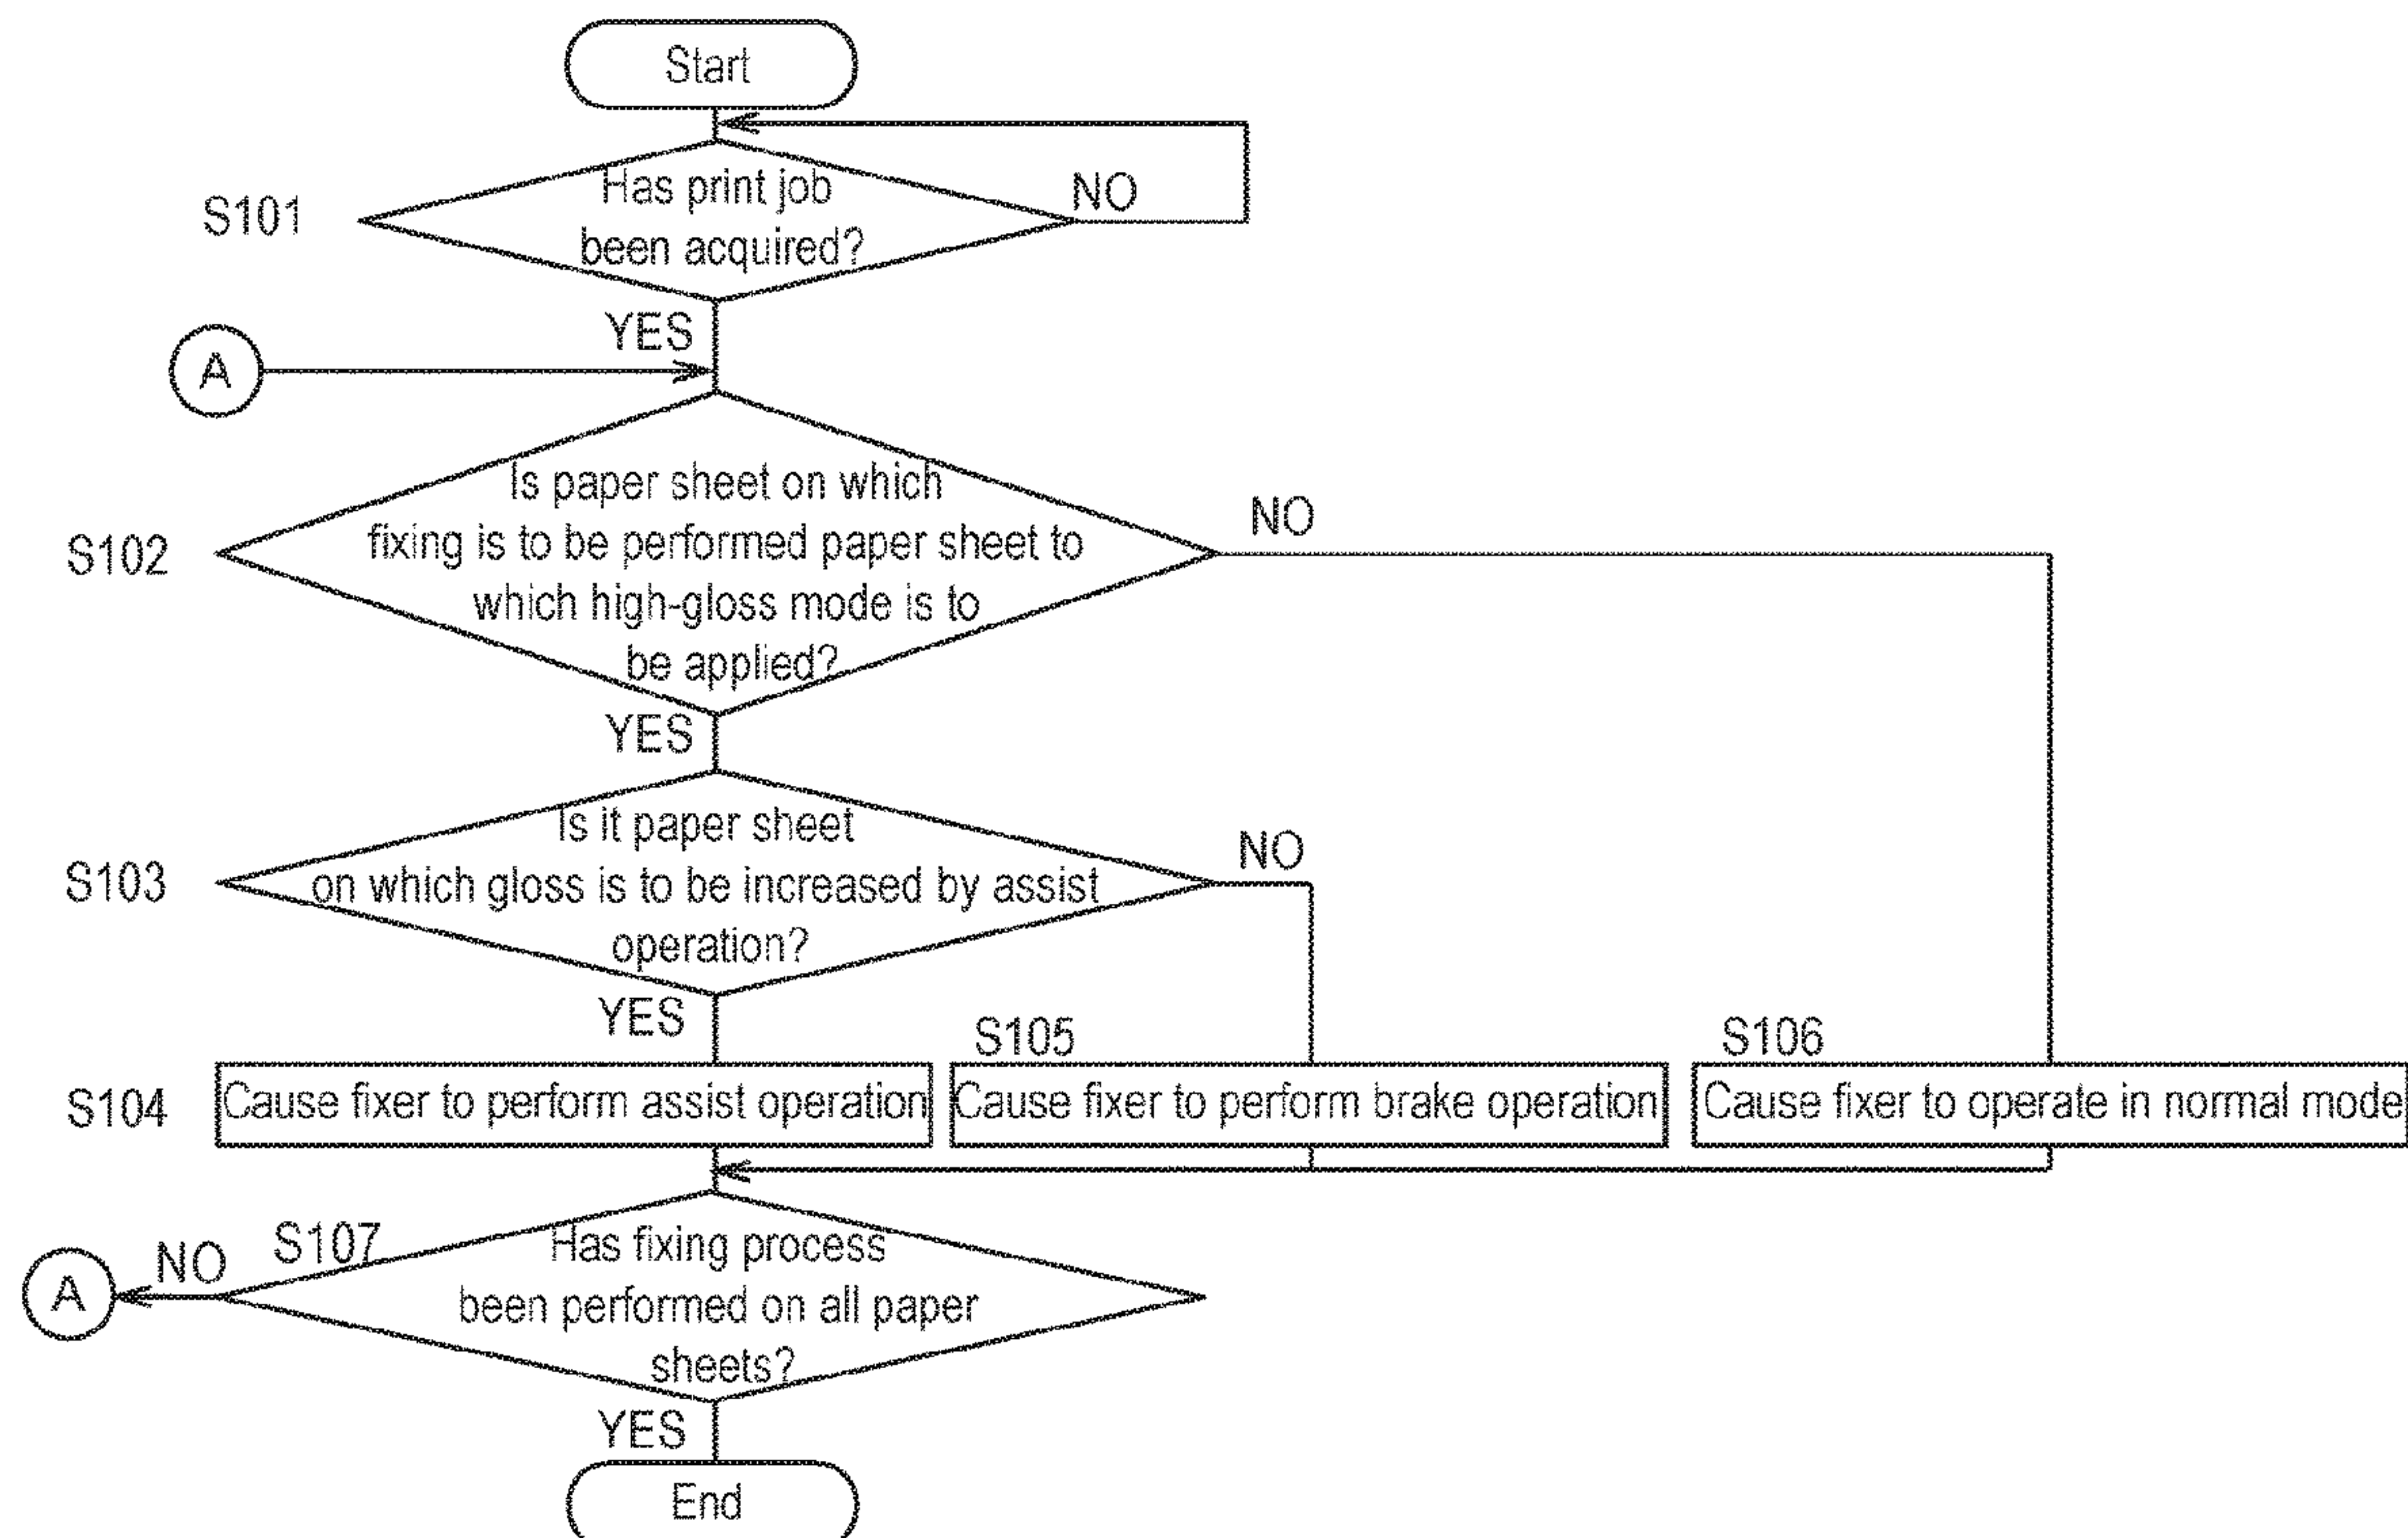 Start
S101
Has print job
been acquired?
NO
YES
A
S102
Is paper sheet on which
fixing is to be performed paper sheet to
which high-gloss mode is to
be applied?
NO
YES
S103
Is it paper sheet
on which gloss is to be increased by assist
operation?
NO
YES
S104
Cause fixer to perform assist operation
S105
Cause fixer to perform brake operation
S106
Cause fixer to operate in normal mode
S107
Has fixing process
been performed on all paper
sheets?
NO
A
YES
End